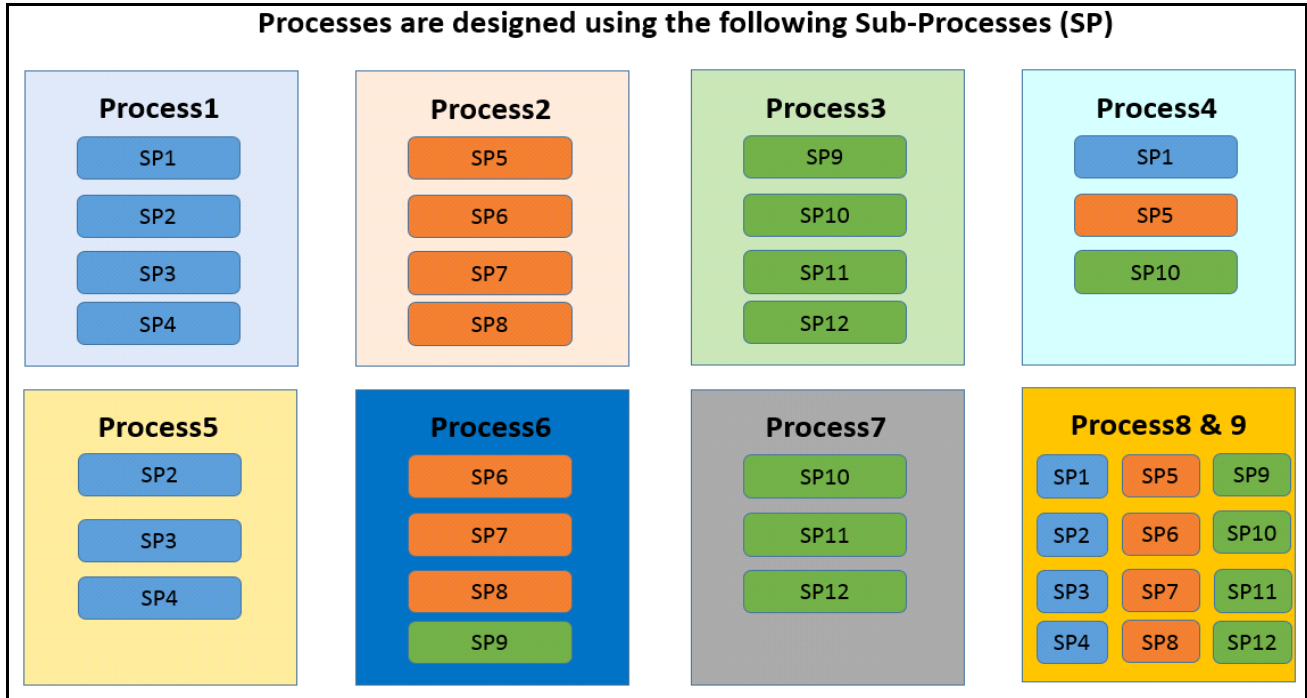 Processes are designed using the following Sub-Processes (SP)
Process1
SP1
SP2
SP3
SP4
Process2
SP5
SP6
SP7
SP8
Process3
SP9
SP10
SP11
SP12
Process4
SP1
SP5
SP10
Process5
SP2
SP3
SP4
Process6
SP6
SP7
SP8
SP9
Process7
SP10
SP11
SP12
Process8 & 9
SP1 SP5 SP9
SP2 SP6 SP10
SP3 SP7 SP11
SP4 SP8 SP12